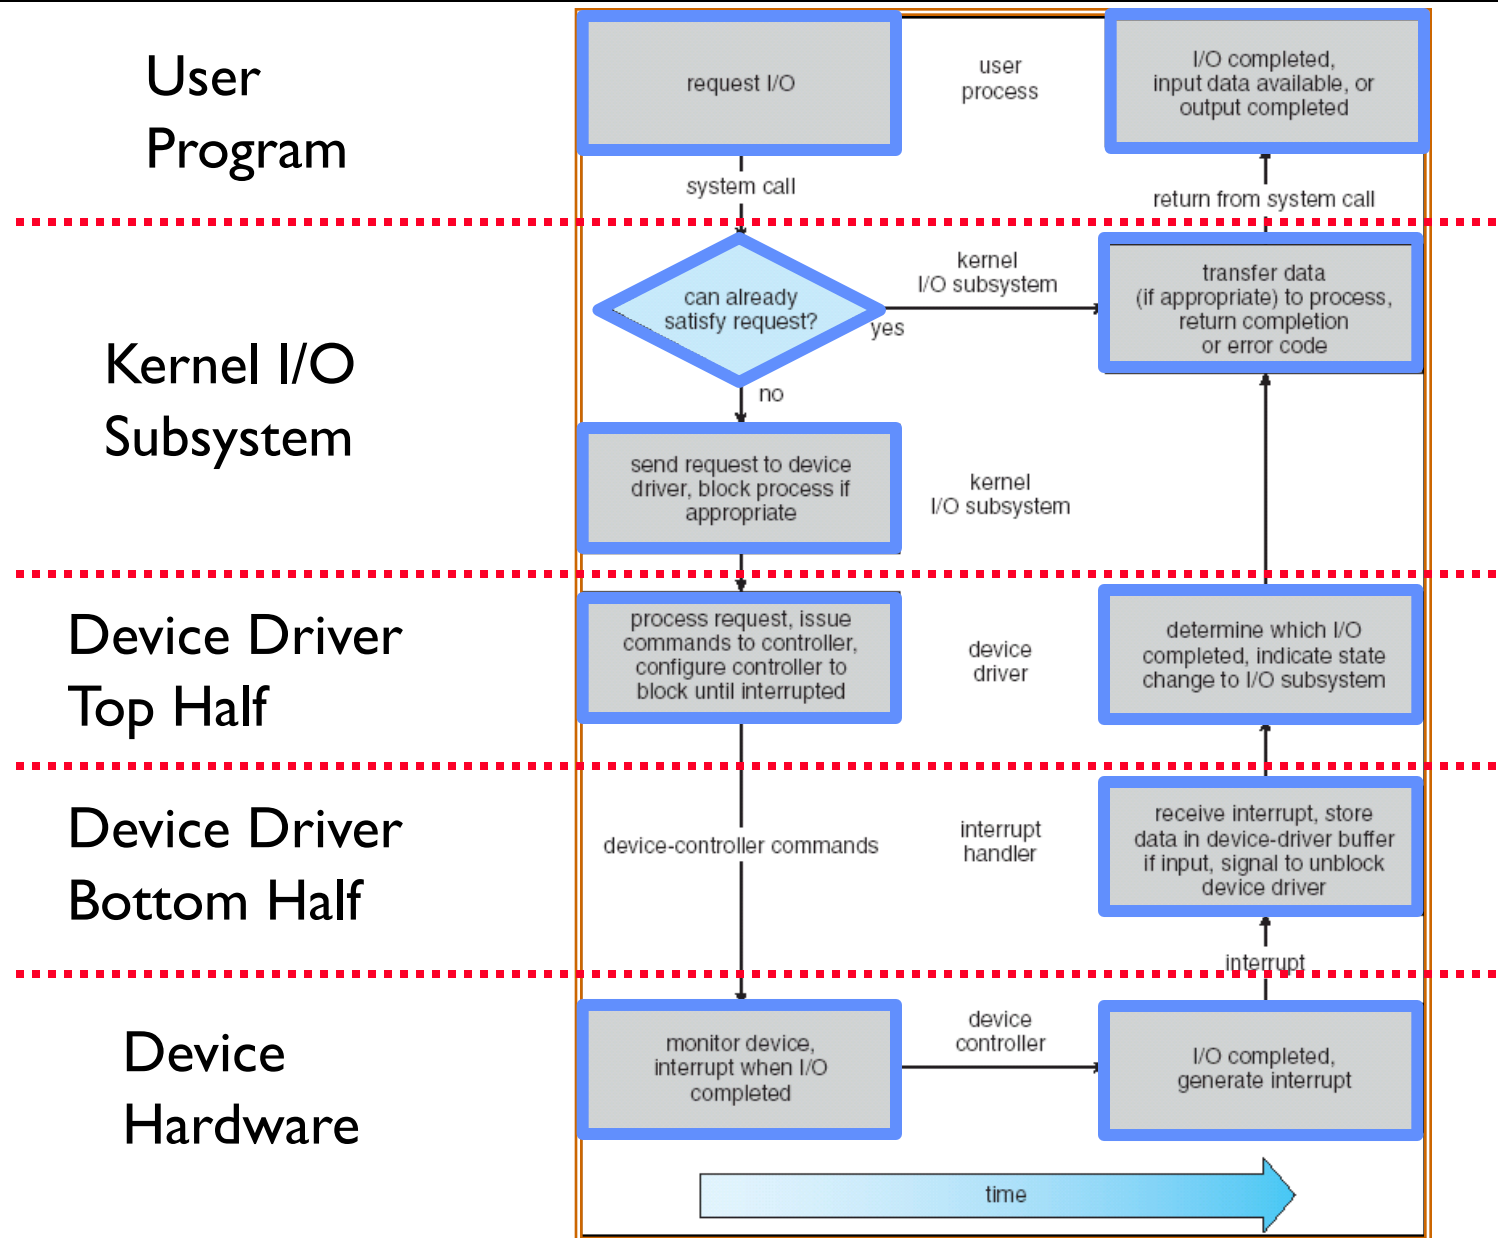 User
Program
request I/O
user
process
I/O completed,
input data available, or
output completed
system call
return from system call
Kernel I/O
Subsystem
can already
satisfy request?
kernel
I/O subsystem
yes
transfer data
(if appropriate) to process,
return completion
or error code
no
send request to device
driver, block process if
appropriate
kernel
I/O subsystem
Device Driver
Top Half
process request, issue
commands to controller,
configure controller to
block until interrupted
device
driver
determine which I/O
completed, indicate state
change to I/O subsystem
Device Driver
Bottom Half
device-controller commands
interrupt
handler
receive interrupt, store
data in device-driver buffer
if input, signal to unblock
device driver
interrupt
Device
Hardware
monitor device,
interrupt when I/O
completed
device
controller
I/O completed,
generate interrupt
time